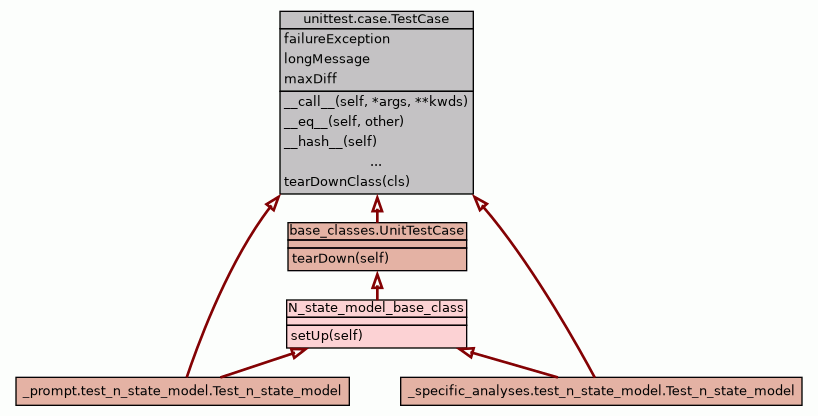 unittest.case.TestCase
failureException
longMessage
maxDiff
__call__(self, *args, **kwds)
__eq__(self, other)
__hash__(self)
...
tearDownClass(cls)
base_classes.UnitTestCase
tearDown(self)
N_state_model_base_class
setUp(self)
_prompt.test_n_state_model.Test_n_state_model
_specific_analyses.test_n_state_model.Test_n_state_model